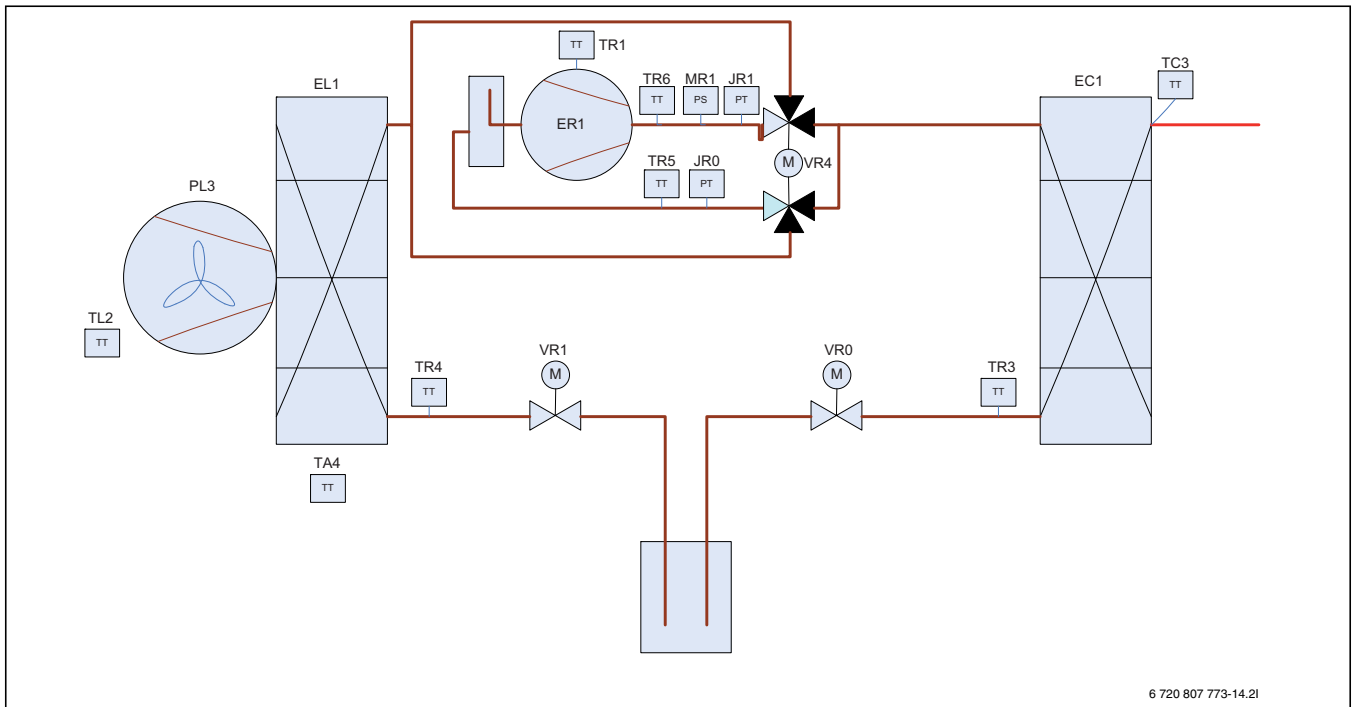 TT TR1
TR6 MR1 JR1
TT PS PT
TC3
TT
EL1
EC1
ER1
M VR4
TR5 JR0
TT PT
PL3
TL2
TT
VR1
M
VR0
M
TR4
TT
TR3
TT
TA4
TT
6 720 807 773-14.2I